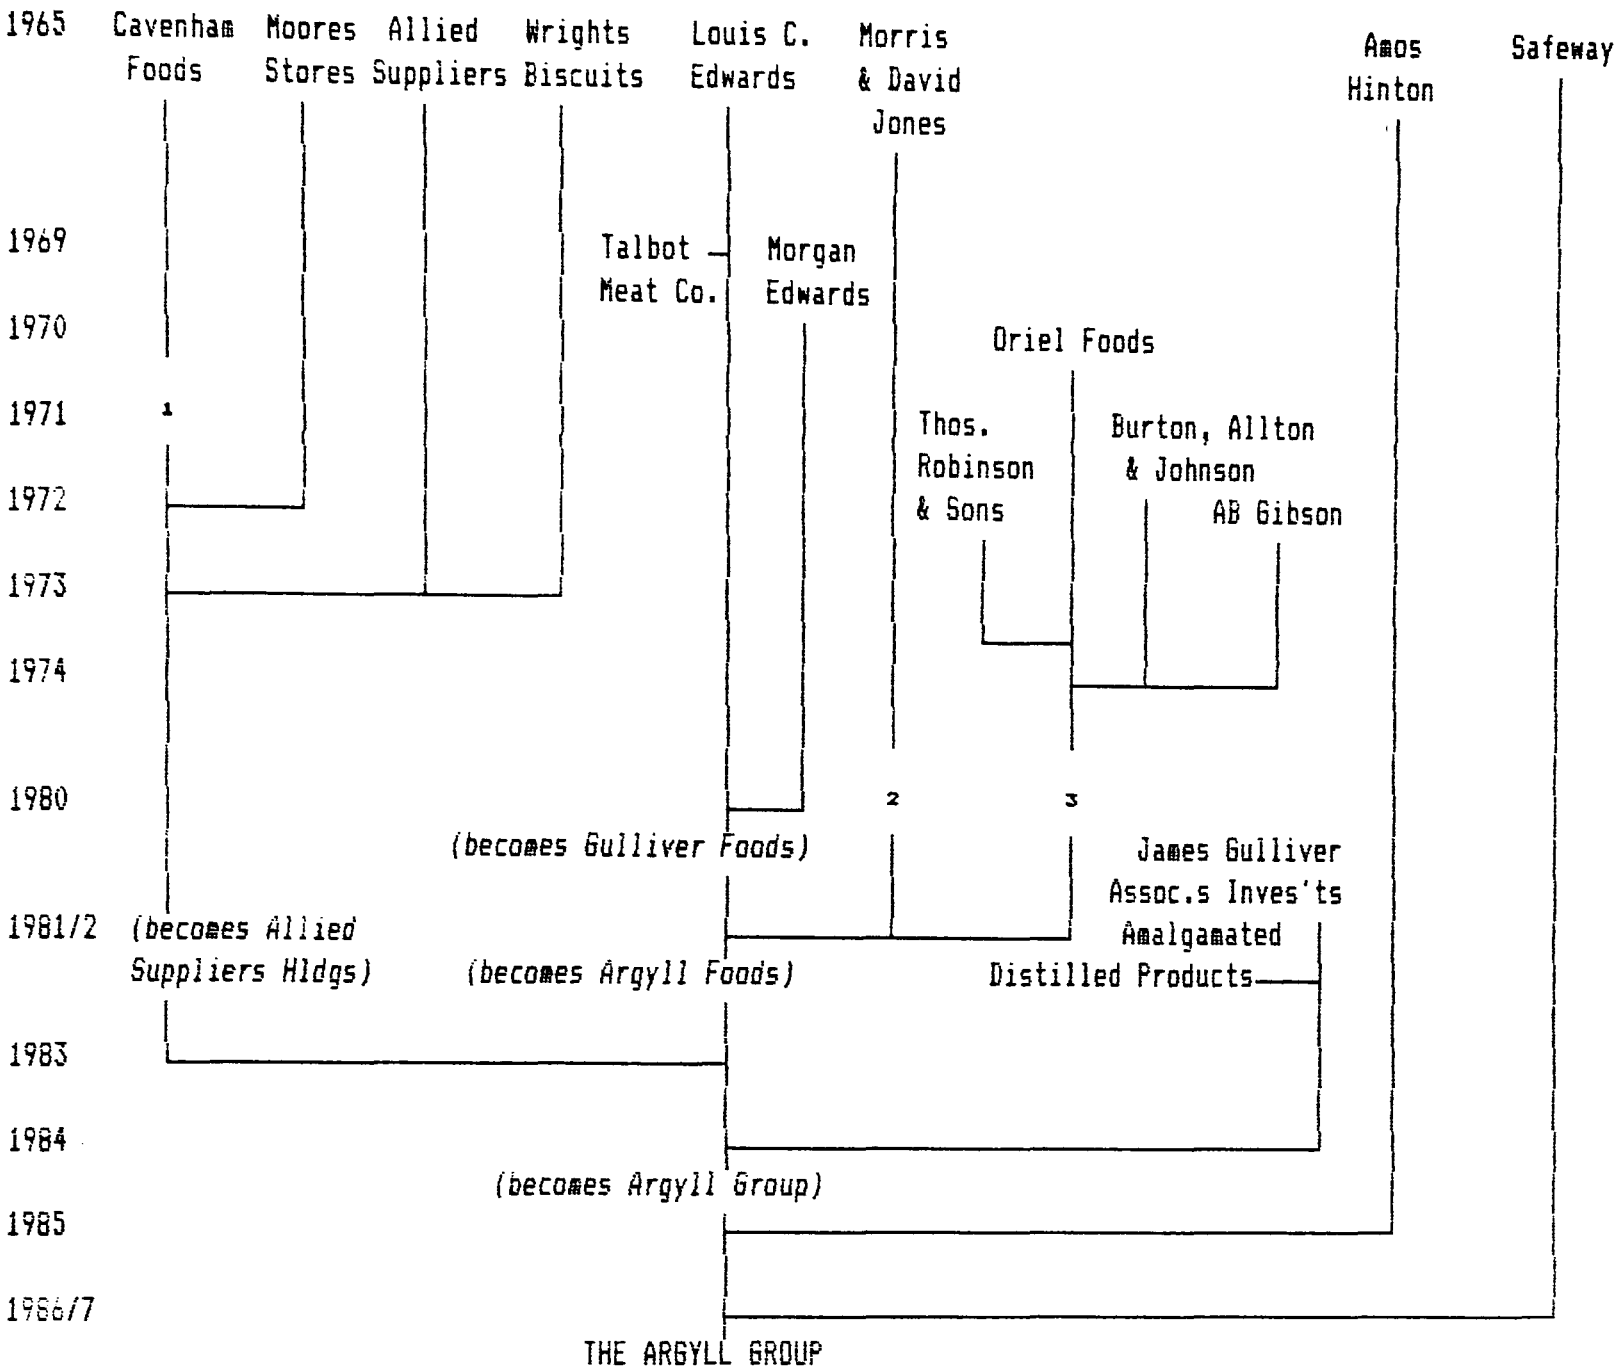 1965 Cavenham Moores Allied Wrights Louis C. Morris Amos Safeway
Foods Stores Suppliers Biscuits Edwards & David Hinton
Jones
1969 Talbot Morgan
Meat Co. Edwards
1970 Oriel Foods
1971 1 Thos. Burton, Allton
Robinson & Johnson
1972 & Sons AB Gibson
1973
1974
1980 2 3
(becomes Gulliver Foods) James Gulliver
Assoc.s Inves'ts
1981/2 (becomes Allied Amalgamated
Suppliers Hldgs) (becomes Argyll Foods) Distilled Products
1983
1984
(becomes Argyll Group)
1985
1986/7
THE ARGYLL GROUP